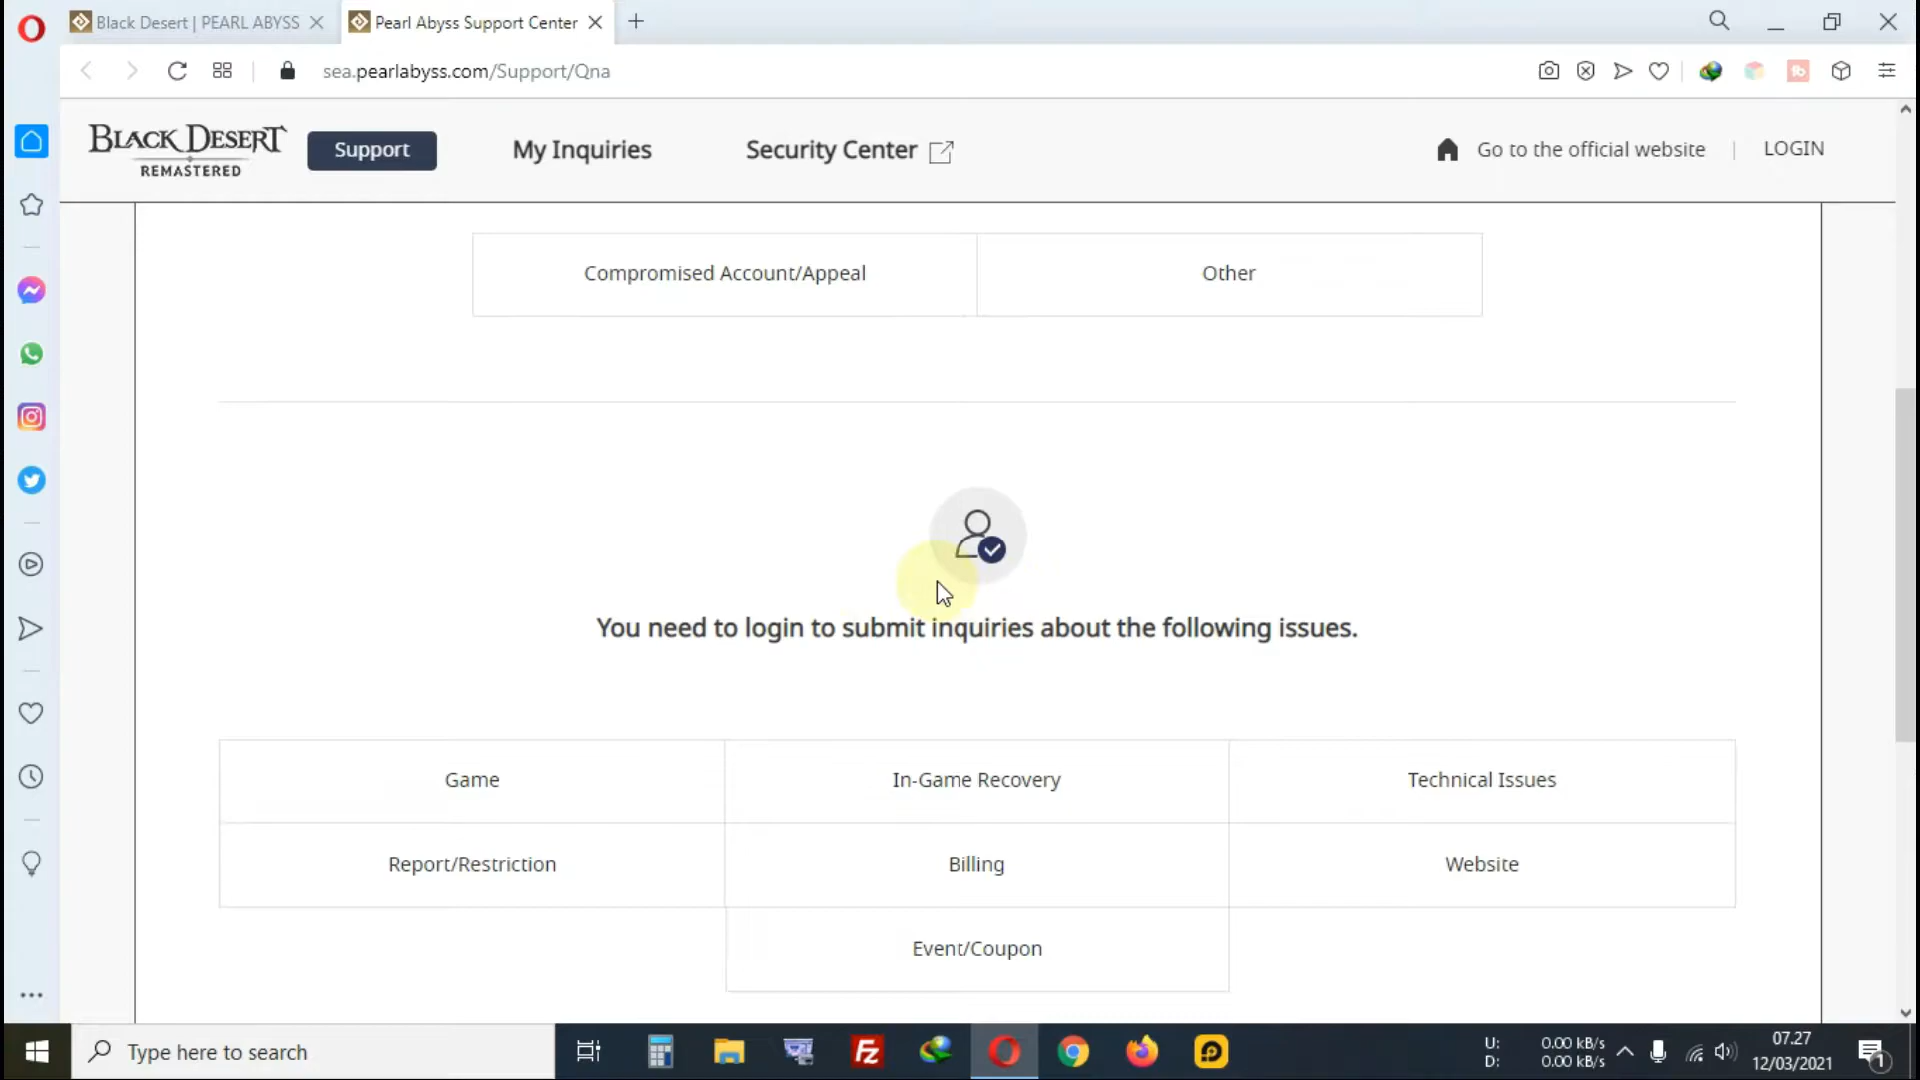 Black Desert | PEARL ABYSS
Pearl Abyss Support Center
sea.pearlabyss.com/Support/Qna
BLACK DESERT
REMASTERED
Support
My Inquiries
Security Center
Go to the official website
LOGIN
Compromised Account/Appeal
Other
You need to login to submit inquiries about the following issues.
Game
In-Game Recovery
Technical Issues
Report/Restriction
Billing
Website
Event/Coupon
Type here to search
U: 0.00 kB/s
D: 0.00 kB/s
07.27
12/03/2021
1